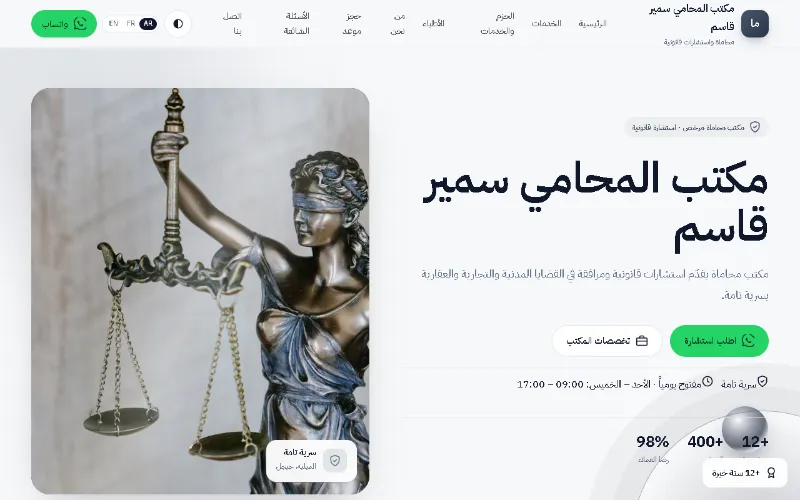 مكتب المحامي سمير
قاسم
محاماة واستشارات قانونية
ما
الرئيسية
الخدمات
الحزم
والخدمات
الأطباء
من
نحن
حجز
موعد
الأسئلة
الشائعة
اتصل
بنا
AR
FR
EN
واتساب
مكتب محاماة مرخص · استشارة قانونية
مكتب المحامي سمير
قاسم
مكتب محاماة يقدّم استشارات قانونية ومرافقة في القضايا المدنية والتجارية والعقارية
بسرية تامة.
اطلب استشارة
تخصصات المكتب
سرية تامة
مفتوح يومياً · الأحد – الخميس: 09:00 – 17:00
12+
400+
98%
رضا العملاء
+12 سنة خبرة
سرية تامة
الميلية، جيجل